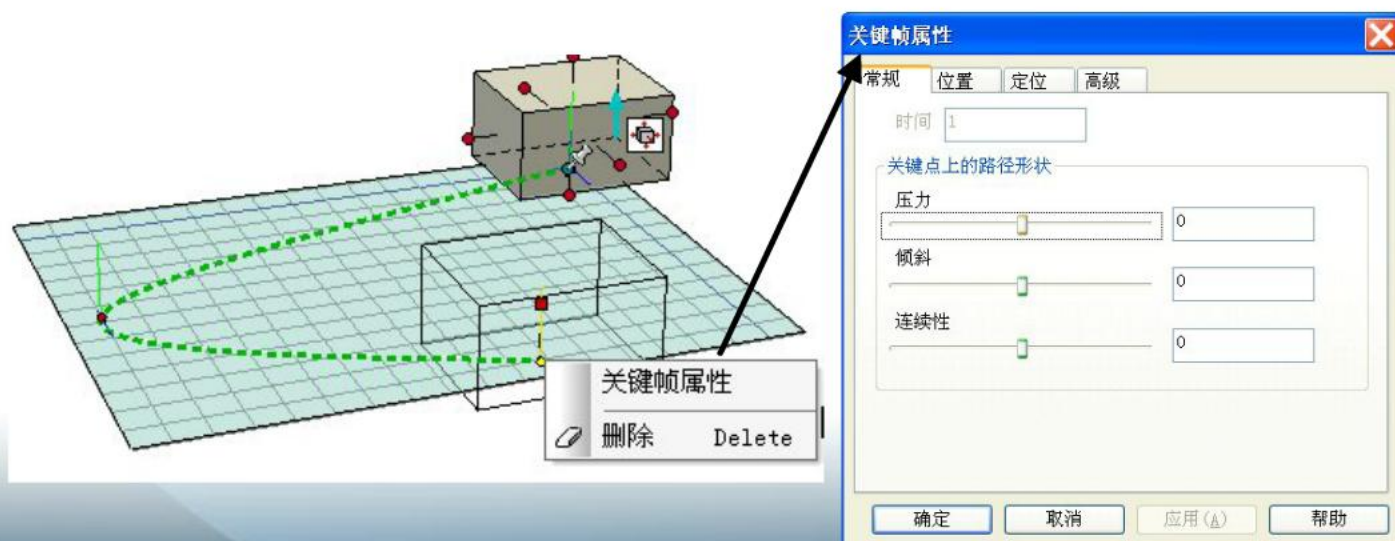 关键帧属性
删除 Delete
关键帧属性
常规 位置 定位 高级
时间 1
关键点上的路径形状
压力
0
倾斜
0
连续性
0
确定 取消 应用(A) 帮助